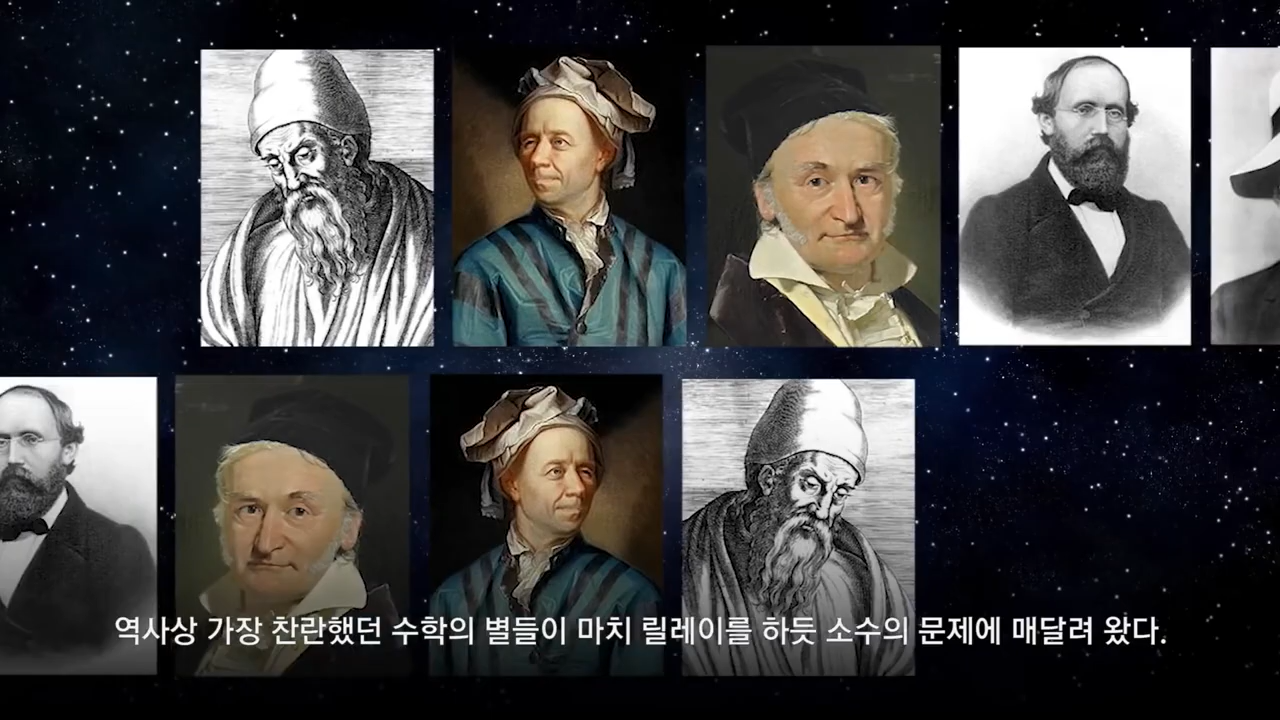 역사상 가장 찬란했던 수학의 별들이 마치 릴레이를 하듯 소수의 문제에 매달려 왔다.